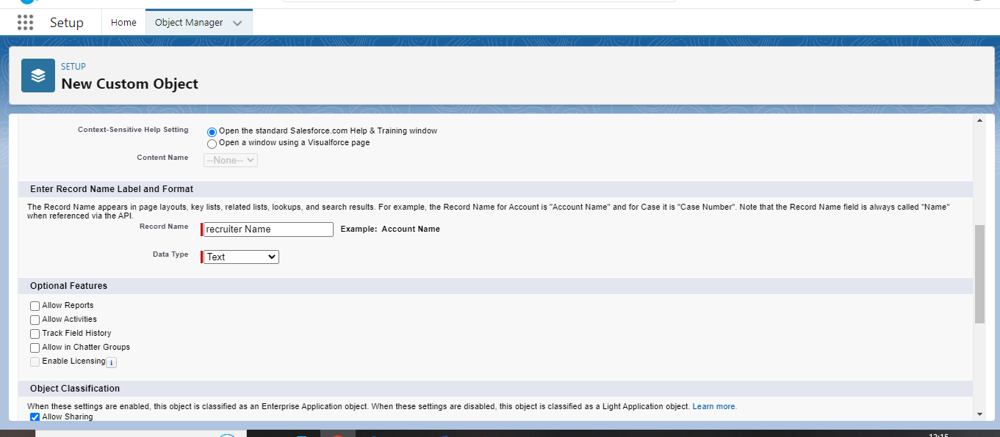 Setup
Home
Object Manager
SETUP
New Custom Object
Context-Sensitive Help Setting
Open the standard Salesforce.com Help & Training window
Open a window using a Visualforce page
Content Name
--None--
Enter Record Name Label and Format
The Record Name appears in page layouts, key lists, related lists, lookups, and search results. For example, the Record Name for Account is "Account Name" and for Case it is "Case Number". Note that the Record Name field is always called "Name"
when referenced via the API.
Record Name
recruiter Name
Example: Account Name
Data Type
Text
Optional Features
Allow Reports
Allow Activities
Track Field History
Allow in Chatter Groups
Enable Licensing i
Object Classification
When these settings are enabled, this object is classified as an Enterprise Application object. When these settings are disabled, this object is classified as a Light Application object. Learn more.
Allow Sharing
12:15